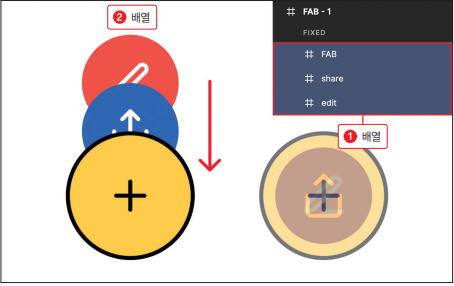 2 배열
FAB - 1
FIXED
FAB
share
edit
1 배열